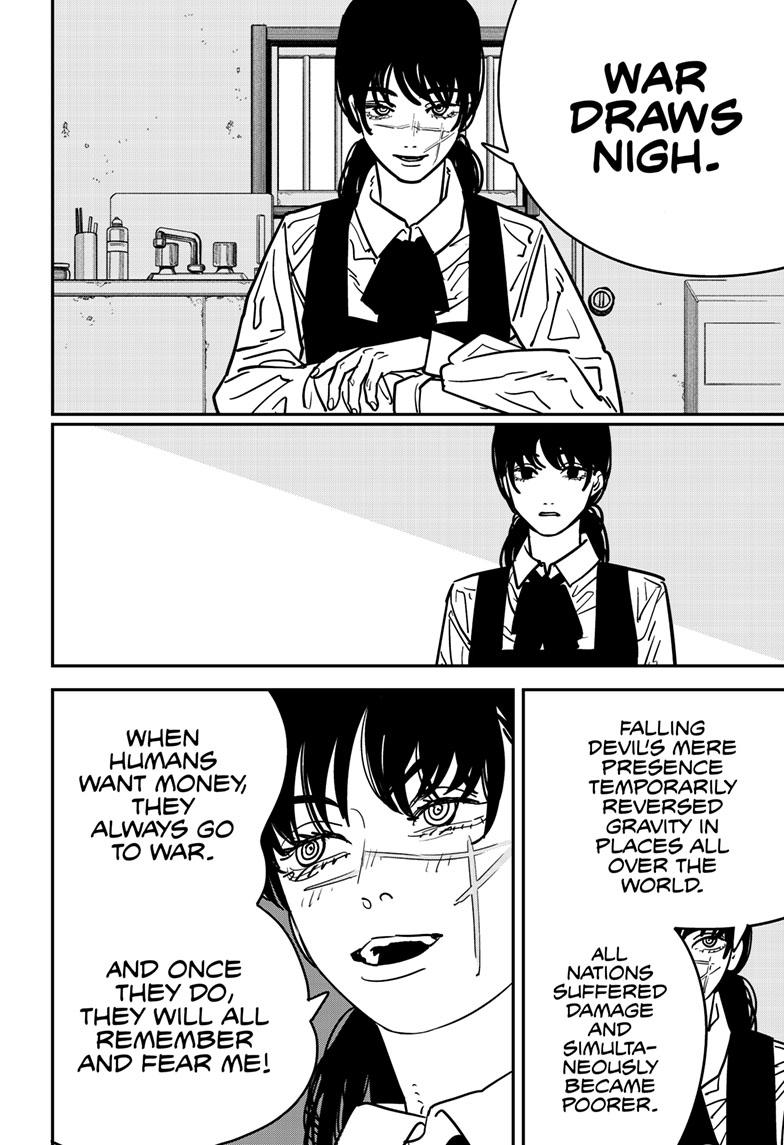 WAR
DRAWS
NIGH.
FALLING
DEVIL'S MERE
PRESENCE
TEMPORARILY
REVERSED
GRAVITY IN
PLACES ALL
OVER THE
WORLD.
ALL
NATIONS
SUFFERED
DAMAGE
AND
SIMULTA-
NEOUSLY
BECAME
POORER.
WHEN
HUMANS
WANT MONEY,
THEY
ALWAYS GO
TO WAR.
AND ONCE
THEY DO,
THEY WILL ALL
REMEMBER
AND FEAR ME!